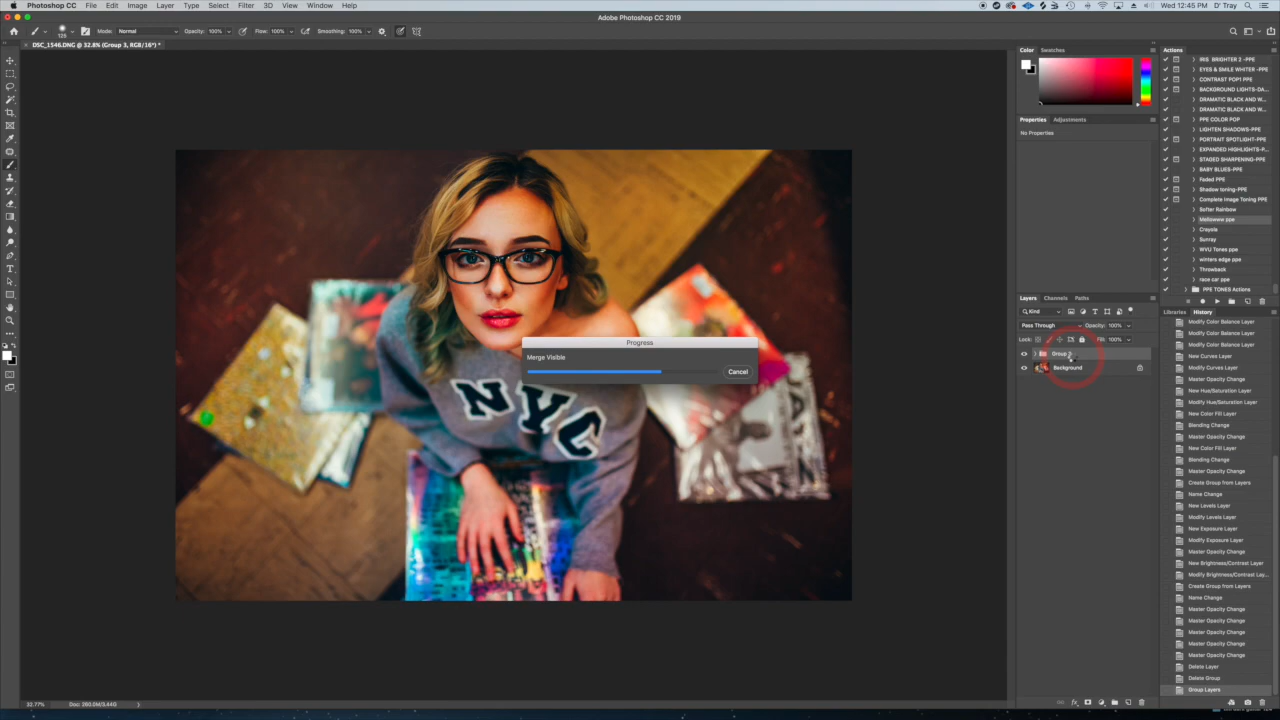 Photoshop CC File Edit Image Layer Type Select Filter 3D View Window Help Wed 12:45 PM D' Tray
Adobe Photoshop CC 2019
125 Mode: Normal Opacity: 100% Flow: 100% Smoothing: 100%
DSC_1546.DNG @ 32.8% (Group 3, RGB/16*) *
Color Swatches
Properties Adjustments
No Properties
Layers Channels Paths
Kind
Pass Through Opacity: 100%
Lock: Fill: 100%
Group
Background
Actions
IRIS BRIGHTER 2 -PPE
EYES & SMILE WHITER -PPE
CONTRAST POP1 PPE
BACKGROUND LIGHTS-DA...
DRAMATIC BLACK AND W...
DRAMATIC BLACK AND W...
PPE COLOR POP
LIGHTEN SHADOWS-PPE
PORTRAIT SPOTLIGHT-PPE
EXPANDED HIGHLIGHTS-P...
STAGED SHARPENING-PPE
BABY BLUES-PPE
Faded PPE
Shadow toning-PPE
Complete Image Toning PPE
Softer Rainbow
Mellowww ppe
Crayola
Sunray
WVU Tones ppe
winters edge ppe
Throwback
race car ppe
PPE TONES Actions
Libraries History
Modify Color Balance Layer
Modify Color Balance Layer
Modify Color Balance Layer
New Curves Layer
Modify Curves Layer
Master Opacity Change
New Hue/Saturation Layer
Modify Hue/Saturation Layer
New Color Fill Layer
Blending Change
Master Opacity Change
New Color Fill Layer
Blending Change
Master Opacity Change
Create Group from Layers
Name Change
New Levels Layer
Modify Levels Layer
New Exposure Layer
Modify Exposure Layer
Master Opacity Change
New Brightness/Contrast Layer
Modify Brightness/Contrast Lay...
Create Group from Layers
Name Change
Master Opacity Change
Master Opacity Change
Master Opacity Change
Master Opacity Change
Master Opacity Change
Delete Layer
Delete Group
Group Layers
Progress
Merge Visible
Cancel
NYC
32.77% Doc: 260.0M/3.44G